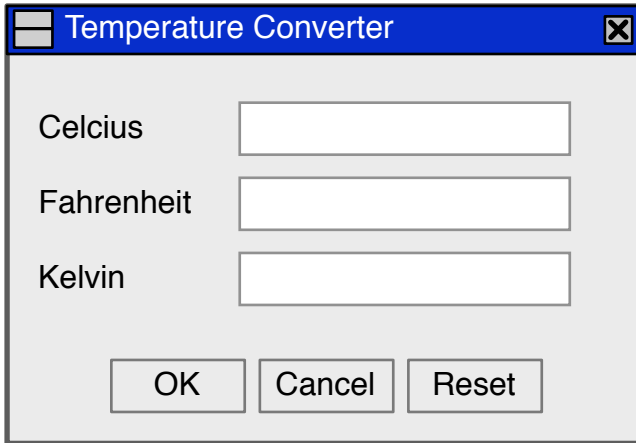 Temperature Converter
Celcius
Fahrenheit
Kelvin
OK Cancel Reset